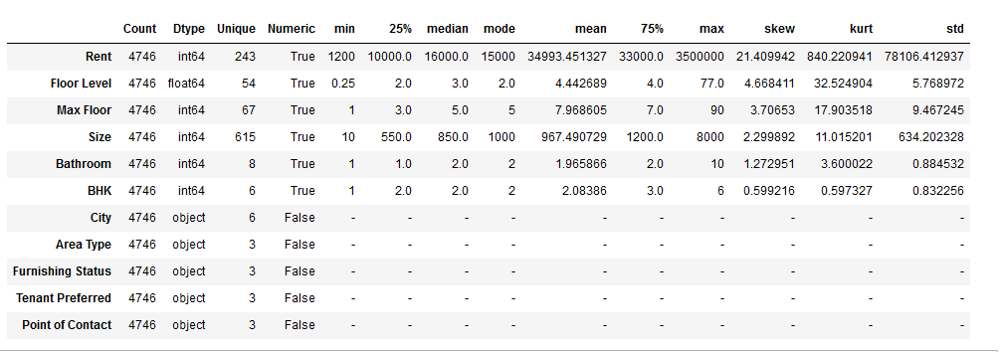 Count Dtype Unique Numeric min 25% median mode mean 75% max skew kurt std
Rent 4746 int64 243 True 1200 10000.0 16000.0 15000 34993.451327 33000.0 3500000 21.409942 840.220941 78106.412937
Floor Level 4746 float64 54 True 0.25 2.0 3.0 2.0 4.442689 4.0 77.0 4.668411 32.524904 5.768972
Max Floor 4746 int64 67 True 1 3.0 5.0 5 7.968605 7.0 90 3.70653 17.903518 9.467245
Size 4746 int64 615 True 10 550.0 850.0 1000 967.490729 1200.0 8000 2.299892 11.015201 634.202328
Bathroom 4746 int64 8 True 1 1.0 2.0 2 1.965866 2.0 10 1.272951 3.600022 0.884532
BHK 4746 int64 6 True 1 2.0 2.0 2 2.08386 3.0 6 0.599216 0.597327 0.832256
City 4746 object 6 False - - - - - - - - - -
Area Type 4746 object 3 False - - - - - - - - - -
Furnishing Status 4746 object 3 False - - - - - - - - - -
Tenant Preferred 4746 object 3 False - - - - - - - - - -
Point of Contact 4746 object 3 False - - - - - - - - - -